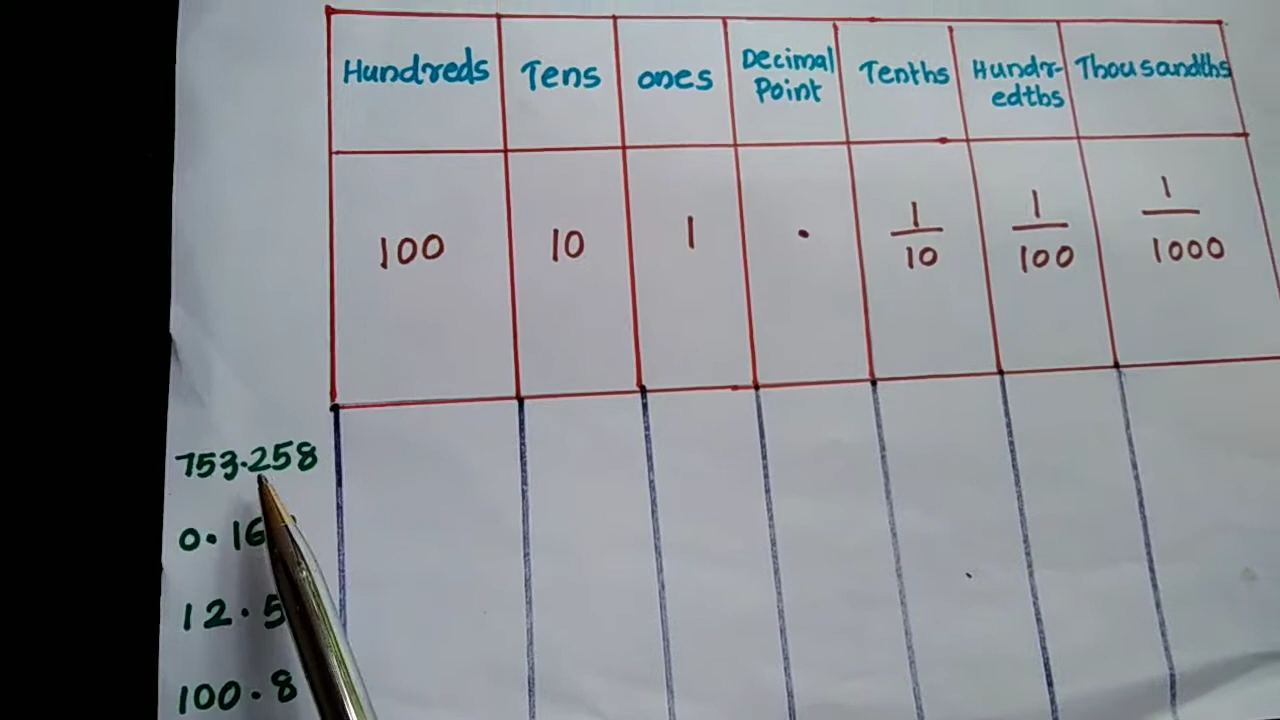 Hundreds Tens ones Decimal Point Tenths Hundr-edths Thousandths
100 10 1 . 1/10 1/100 1/1000
753.258
0.16
12.5
100.8